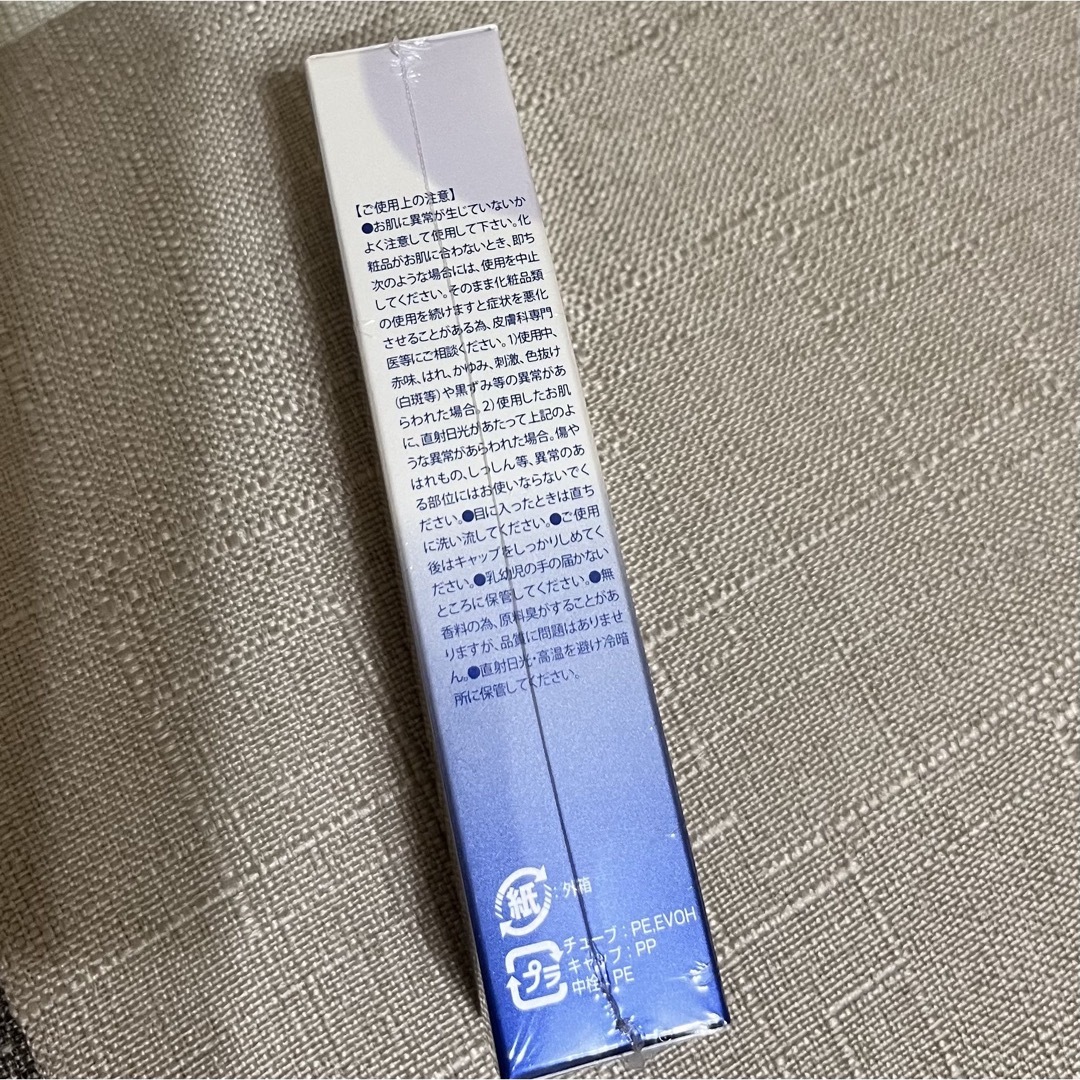 【ご使用上の注意】
●お肌に異常が生じていないか
よく注意して使用して下さい。化
粧品がお肌に合わないとき、即ち
次のような場合には、使用を中止
してください。そのまま化粧品類
の使用を続けますと症状を悪化
させることがある為、皮膚科専門
医等にご相談ください。1)使用中、
赤味、はれ、かゆみ、刺激、色抜け
(白斑等)や黒ずみ等の異常があ
らわれた場合。2)使用したお肌
に、直射日光があたって上記のよ
うな異常があらわれた場合。傷や
はれもの、しっしん等、異常のあ
る部位にはお使いならないでく
ださい。●目に入ったときは直ち
に洗い流してください。●ご使用
後はキャップをしっかりしめてく
ださい。●乳幼児の手の届かない
ところに保管してください。●無
香料の為、原料臭がすることがあ
りますが、品質に問題はありませ
ん。●直射日光・高温を避け冷暗
所に保管してください。
紙:外箱
プラ
チューブ:PE,EVOH
キャップ:PP
中栓:PE